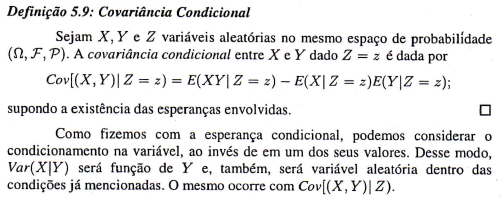 Definição 5.9: Covariância Condicional
Sejam X, Y e Z variáveis aleatórias no mesmo espaço de probabilidade
(Ω, F, P). A covariância condicional entre X e Y dado Z = z é dada por
Cov[(X, Y)| Z = z) = E(XY| Z = z) − E(X| Z = z)E(Y|Z = z);
supondo a existência das esperanças envolvidas. □
Como fizemos com a esperança condicional, podemos considerar o
condicionamento na variável, ao invés de em um dos seus valores. Desse modo,
Var(X|Y) será função de Y e, também, será variável aleatória dentro das
condições já mencionadas. O mesmo ocorre com Cov[(X, Y)| Z).